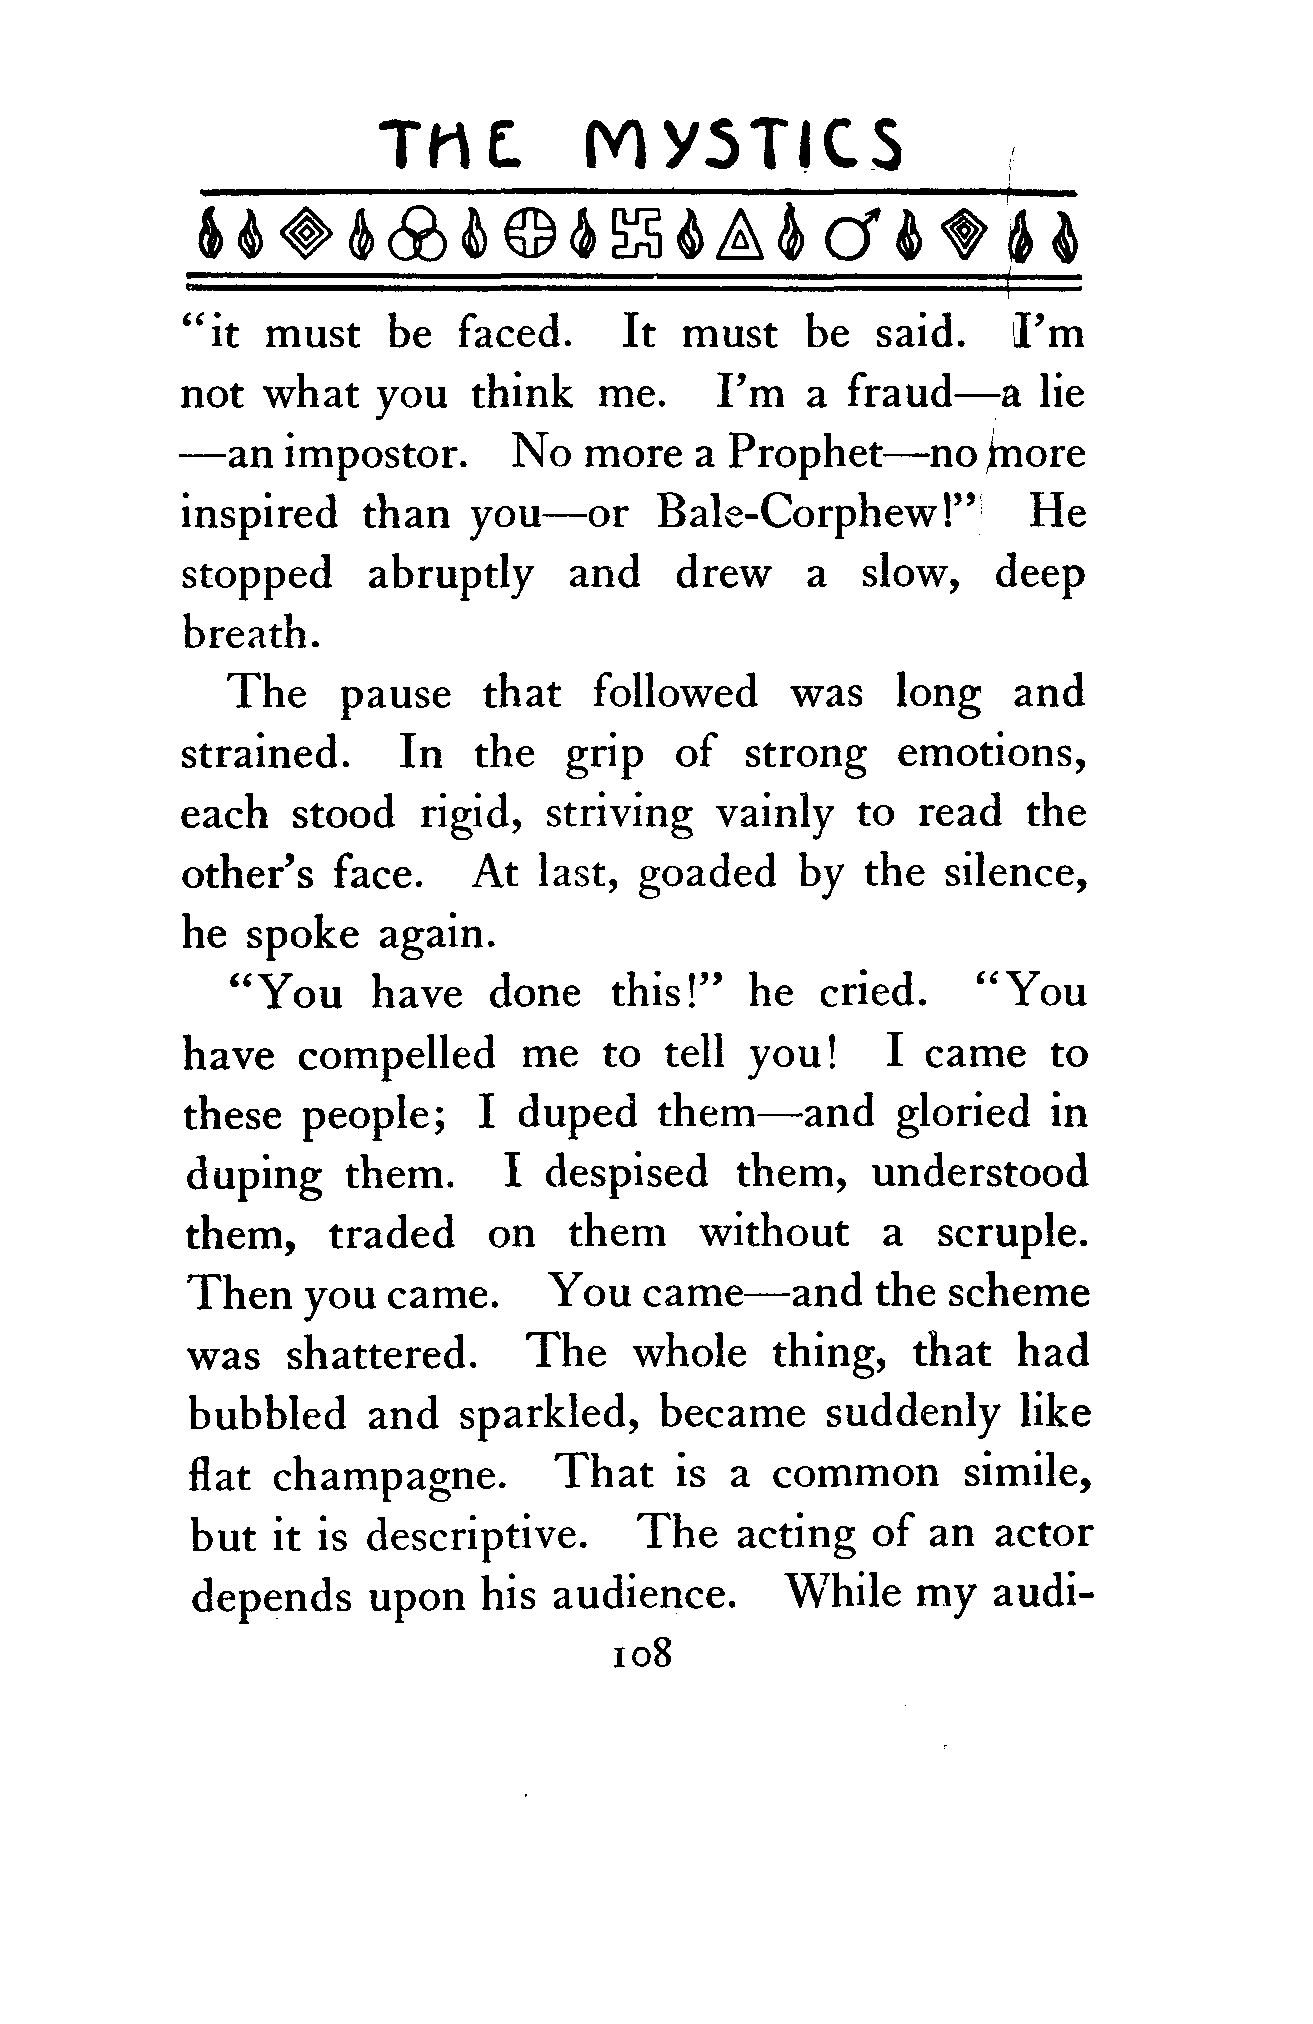 THE MYSTICS
"it must be faced. It must be said. I'm
not what you think me. I'm a fraud—a lie
—an impostor. No more a Prophet—no more
inspired than you—or Bale-Corphew!" He
stopped abruptly and drew a slow, deep
breath.
The pause that followed was long and
strained. In the grip of strong emotions,
each stood rigid, striving vainly to read the
other's face. At last, goaded by the silence,
he spoke again.
"You have done this!" he cried. "You
have compelled me to tell you! I came to
these people; I duped them—and gloried in
duping them. I despised them, understood
them, traded on them without a scruple.
Then you came. You came—and the scheme
was shattered. The whole thing, that had
bubbled and sparkled, became suddenly like
flat champagne. That is a common simile,
but it is descriptive. The acting of an actor
depends upon his audience. While my audi-
108